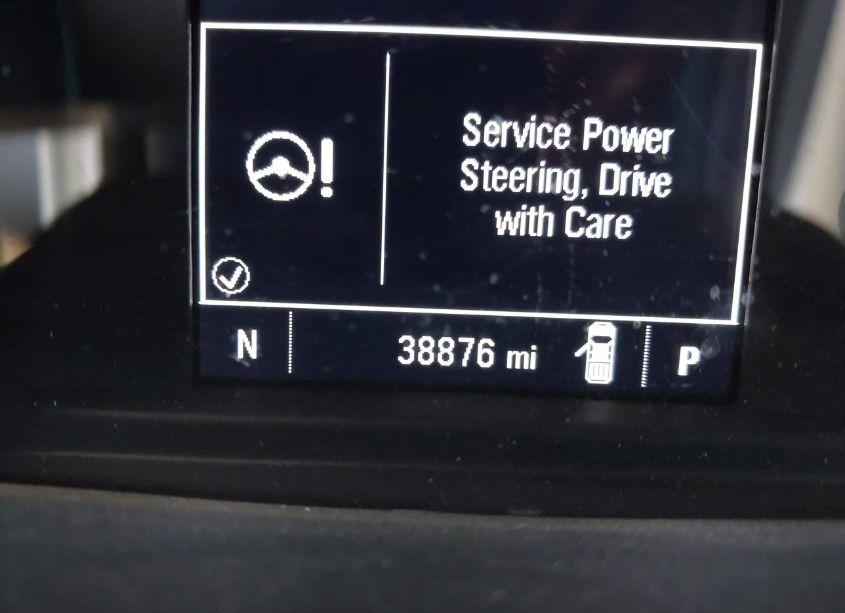 Service Power
Steering, Drive
with Care
N
38876 mi
P